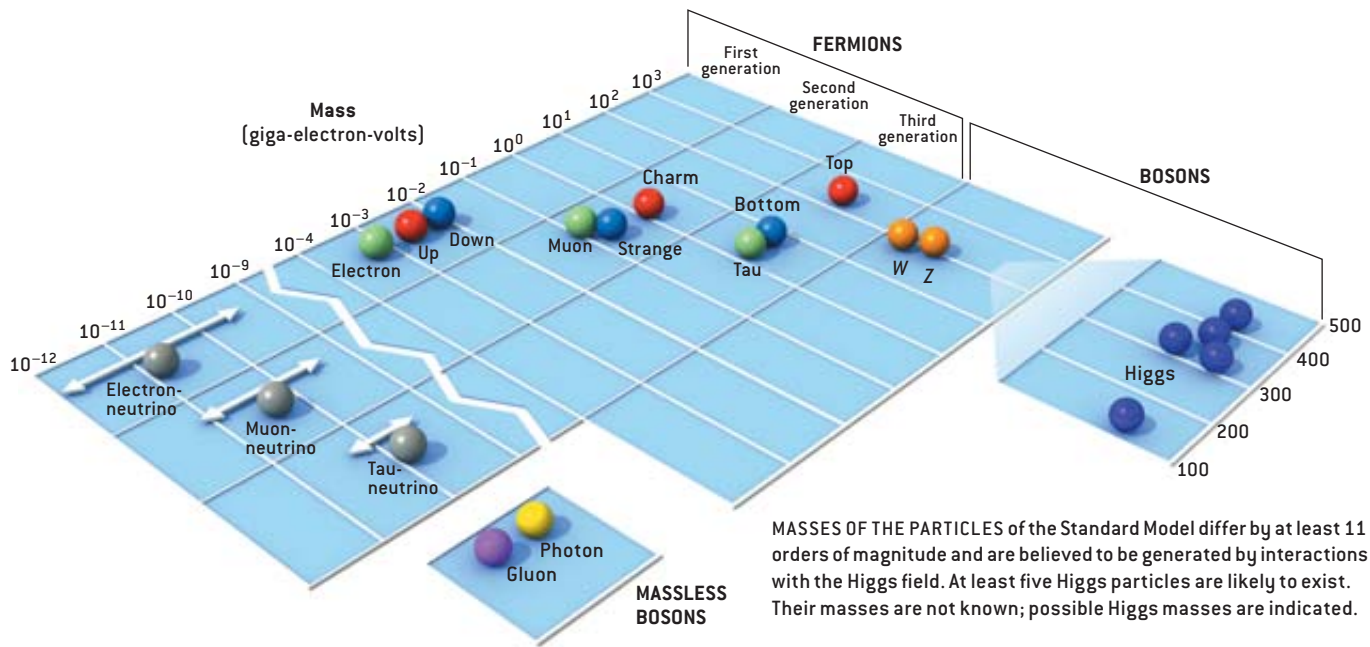 FERMIONS
First
generation
Second
generation
Third
generation
BOSONS
Mass
(giga-electron-volts)
10⁻¹²
10⁻¹¹
10⁻¹⁰
10⁻⁹
10⁻⁴
10⁻³
10⁻²
10⁻¹
10⁰
10¹
10²
10³
Electron
Up
Down
Muon
Strange
Charm
Tau
Bottom
Top
W
Z
Electron-
neutrino
Muon-
neutrino
Tau-
neutrino
Higgs
500
400
300
200
100
Photon
Gluon
MASSLESS
BOSONS
MASSES OF THE PARTICLES of the Standard Model differ by at least 11
orders of magnitude and are believed to be generated by interactions
with the Higgs field. At least five Higgs particles are likely to exist.
Their masses are not known; possible Higgs masses are indicated.